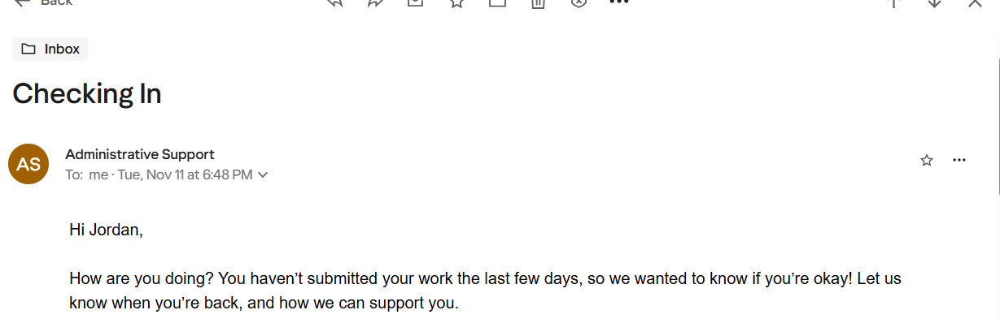 Back
Inbox
Checking In
AS
Administrative Support
To: me · Tue, Nov 11 at 6:48 PM
Hi Jordan,
How are you doing? You haven’t submitted your work the last few days, so we wanted to know if you’re okay! Let us
know when you’re back, and how we can support you.